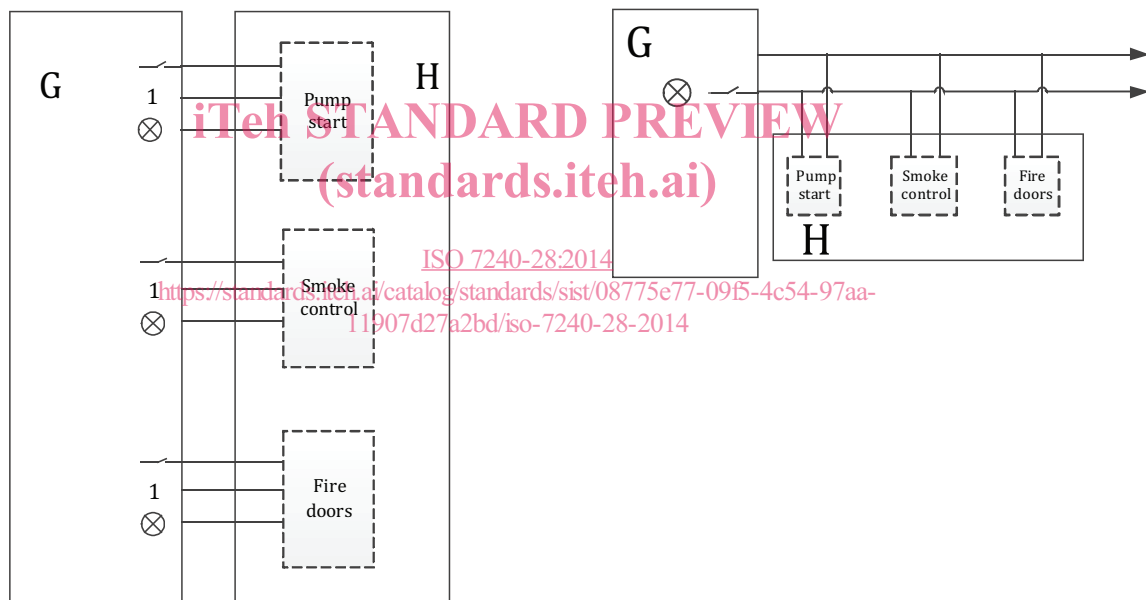 G
H
1
Pump
start
1
Smoke
control
1
Fire
doors
G
Pump
start
Smoke
control
Fire
doors
H
iTeh STANDARD PREVIEW
(standards.iteh.ai)
ISO 7240-28:2014
https://standards.iteh.ai/catalog/standards/sist/08775e77-09f5-4c54-97aa-
11907d27a2bd/iso-7240-28-2014